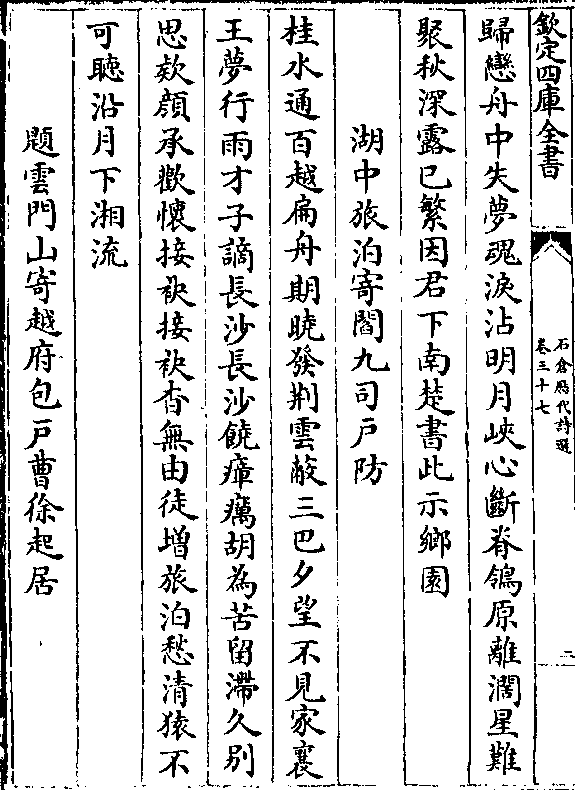 欽定四庫全書
石倉歷代詩選
卷三十七
二
歸戀舟中失夢魂淚沾明月峽心斷脊鴒原離濶星難
聚秋深露已繁因君下南楚書此示鄉園
湖中旅泊寄閻九司戸防
桂水通百越扁舟期曉發荆雲蔽三巴夕望不見家襄
王夢行雨才子謫長沙長沙饒瘴癘胡為苦留滯久别
思欵顔承歡懷接袂接袂杳無由徒增旅泊愁清猿不
可聽沿月下湘流
題雲門山寄越府包戸曹徐起居